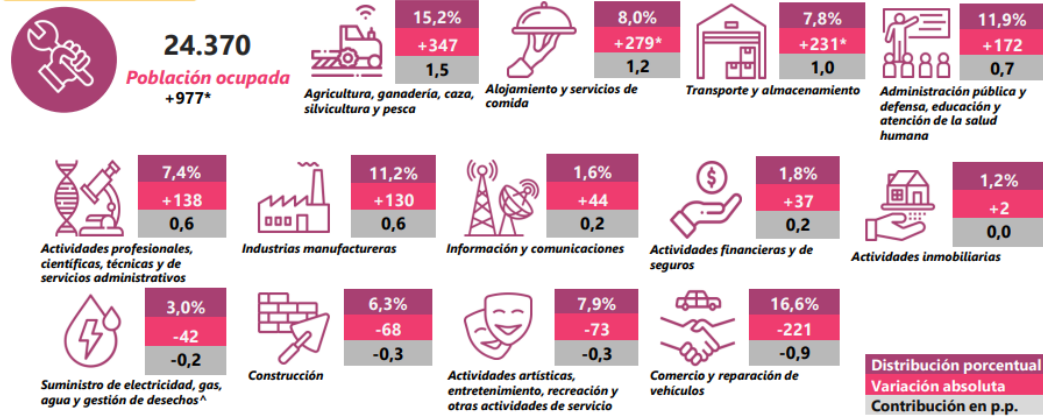 24.370
Población ocupada
+977*
15,2%
+347
1,5
Agricultura, ganadería, caza,
silvicultura y pesca
8,0%
+279*
1,2
Alojamiento y servicios de
comida
7,8%
+231*
1,0
Transporte y almacenamiento
11,9%
+172
0,7
Administración pública y
defensa, educación y
atención de la salud
humana
7,4%
+138
0,6
Actividades profesionales,
científicas, técnicas y de
servicios administrativos
11,2%
+130
0,6
Industrias manufactureras
1,6%
+44
0,2
Información y comunicaciones
$
1,8%
+37
0,2
Actividades financieras y de
seguros
1,2%
+2
0,0
Actividades inmobiliarias
3,0%
-42
-0,2
Suministro de electricidad, gas,
agua y gestión de desechos^
6,3%
-68
-0,3
Construcción
7,9%
-73
-0,3
Actividades artísticas,
entretenimiento, recreación y
otras actividades de servicio
16,6%
-221
-0,9
Comercio y reparación de
vehículos
Distribución porcentual
Variación absoluta
Contribución en p.p.